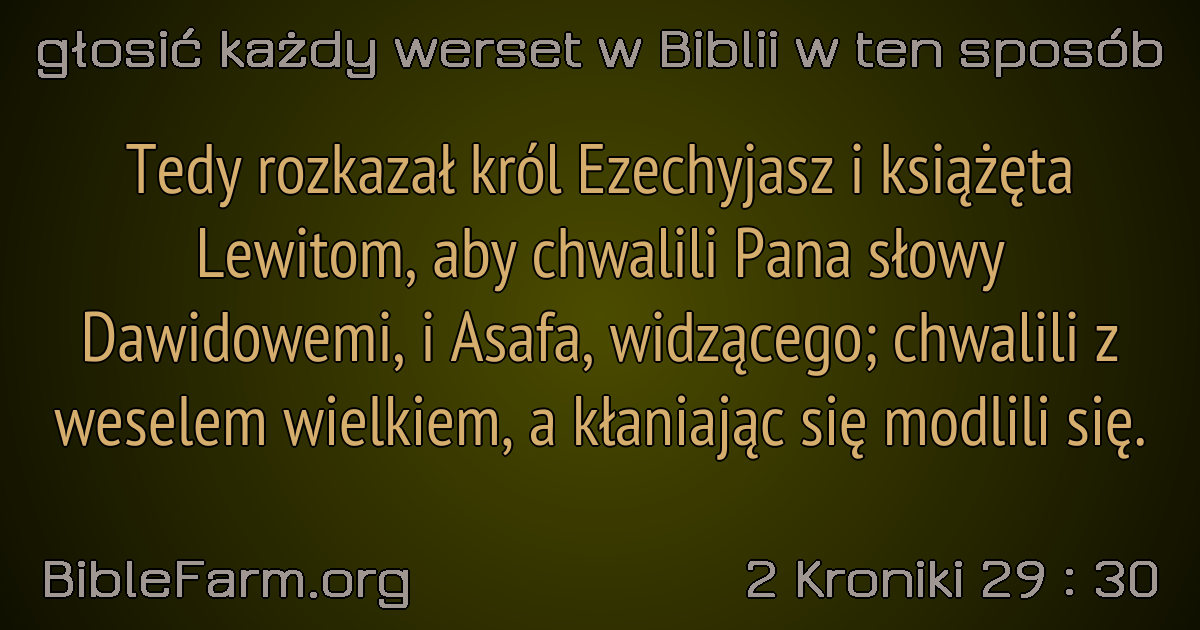 głosić każdy werset w Biblii w ten sposób
Tedy rozkazał król Ezechyjasz i książęta
Lewitom, aby chwalili Pana słowy
Dawidowemi, i Asafa, widzącego; chwalili z
weselem wielkiem, a kłaniając się modlili się.
BibleFarm.org
2 Kroniki 29 : 30